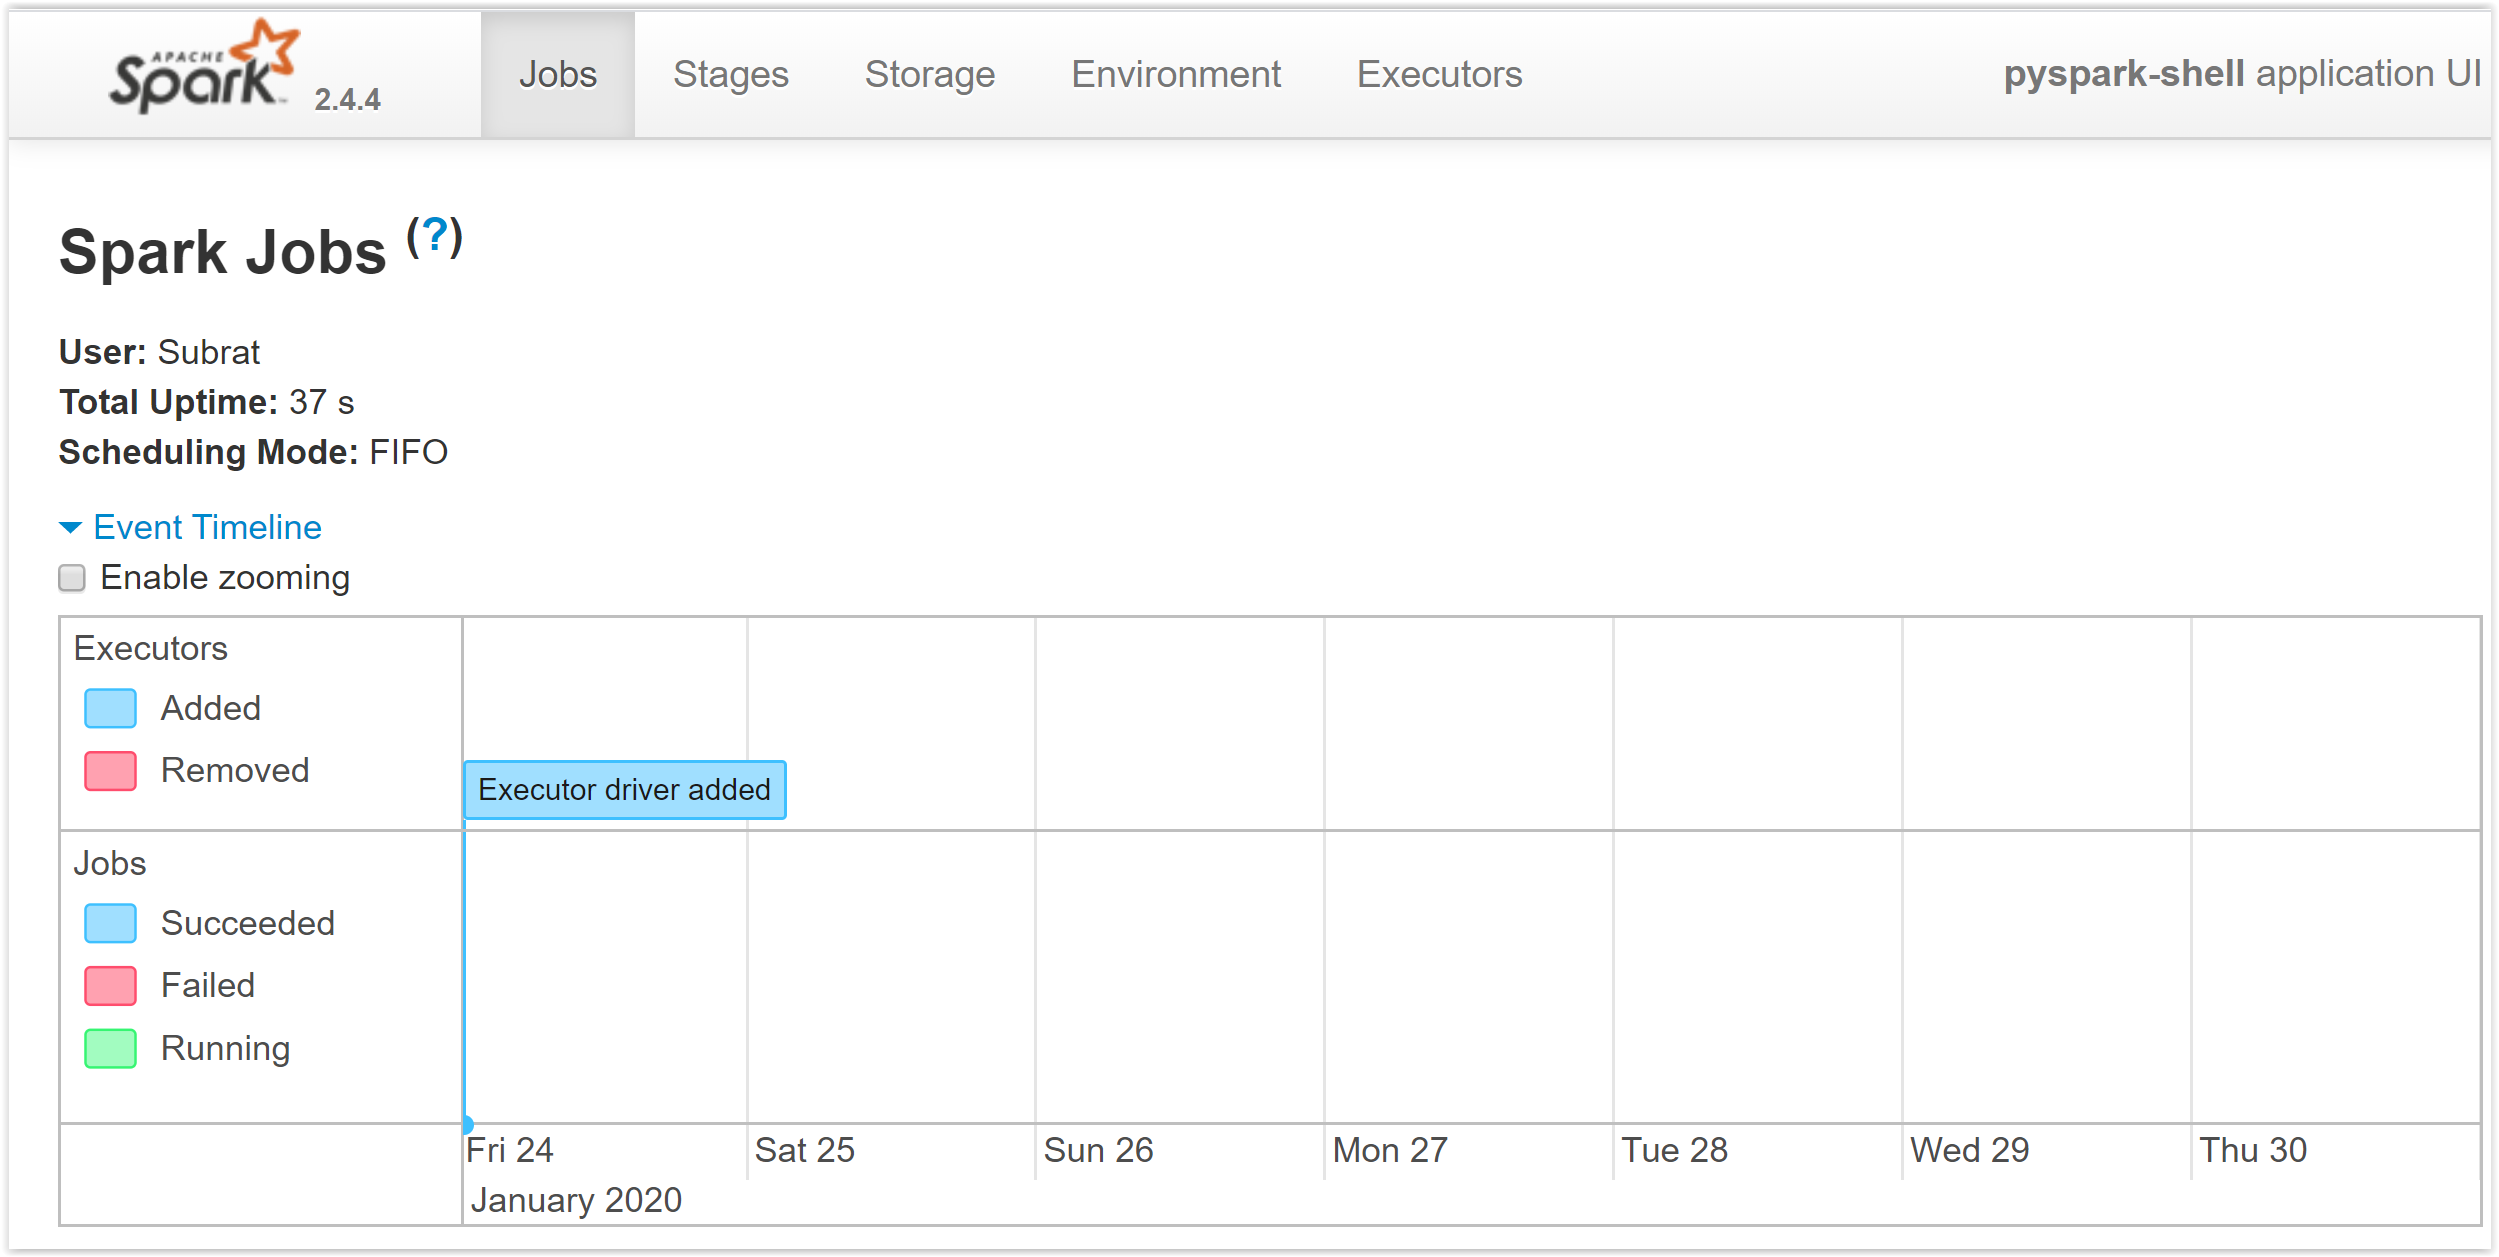 APACHE
Spark 2.4.4 Jobs Stages Storage Environment Executors pyspark-shell application UI
Spark Jobs (?)
User: Subrat
Total Uptime: 37 s
Scheduling Mode: FIFO
Event Timeline
Enable zooming
Executors
Added
Removed
Executor driver added
Jobs
Succeeded
Failed
Running
Fri 24 Sat 25 Sun 26 Mon 27 Tue 28 Wed 29 Thu 30
January 2020